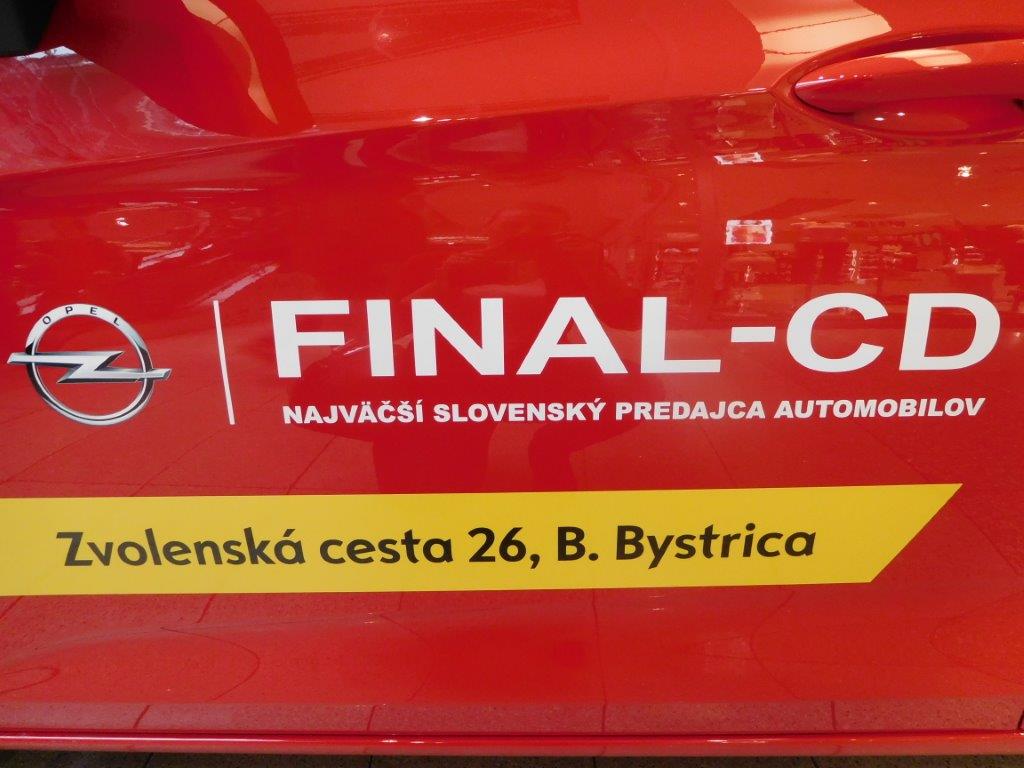 OPEL
FINAL-CD
NAJVÄČŠÍ SLOVENSKÝ PREDAJCA AUTOMOBILOV
Zvolenská cesta 26, B. Bystrica